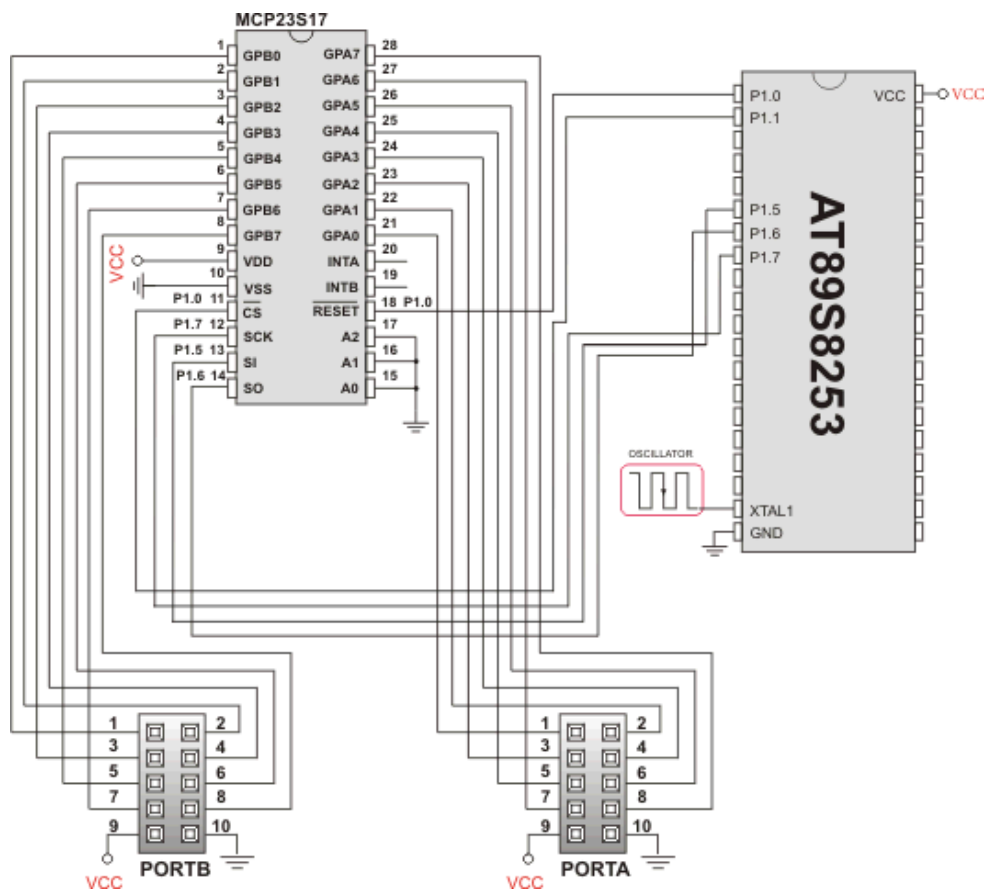 MCP23S17
1 GPB0 GPA7 28
2 GPB1 GPA6 27
3 GPB2 GPA5 26
4 GPB3 GPA4 25
5 GPB4 GPA3 24
6 GPB5 GPA2 23
7 GPB6 GPA1 22
8 GPB7 GPA0 21
VCC 9 VDD INTA 20
10 VSS INTB 19
P1.0 11 CS RESET 18 P1.0
P1.7 12 SCK A2 17
P1.5 13 SI A1 16
P1.6 14 SO A0 15
P1.0 VCC VCC
P1.1
P1.5
P1.6
P1.7
AT89S8253
OSCILLATOR
XTAL1
GND
1 2
3 4
5 6
7 8
9 10
VCC PORTB
1 2
3 4
5 6
7 8
9 10
VCC PORTA